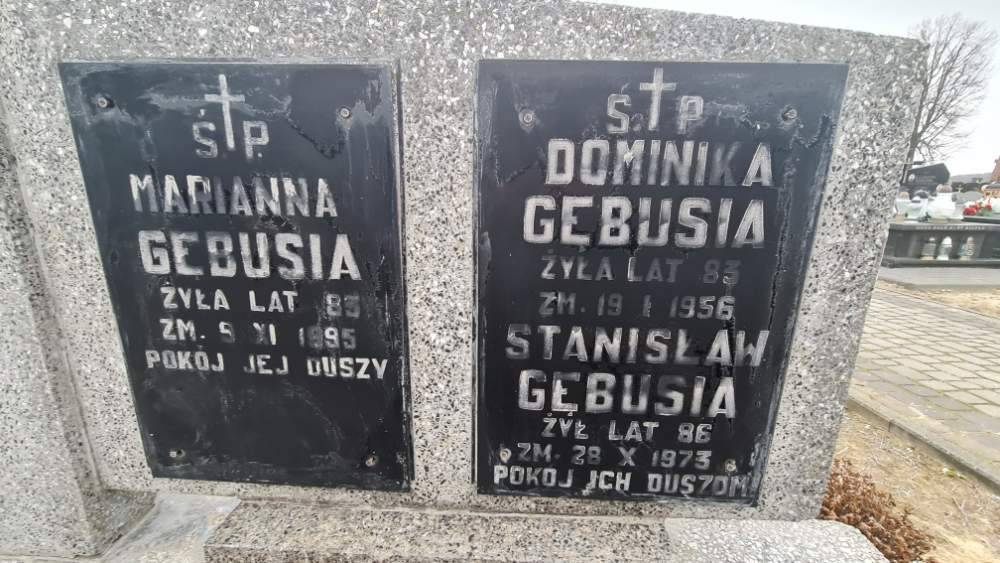 Ś. P.
MARIANNA
GĘBUSIA
ŻYŁA LAT 83
ZM. 9 XI 1995
POKÓJ JEJ DUSZY
Ś. P.
DOMINIKA
GĘBUSIA
ŻYŁA LAT 83
ZM. 19 I 1956
STANISŁAW
GĘBUSIA
ŻYŁ LAT 86
ZM. 28 X 1973
POKÓJ ICH DUSZOM